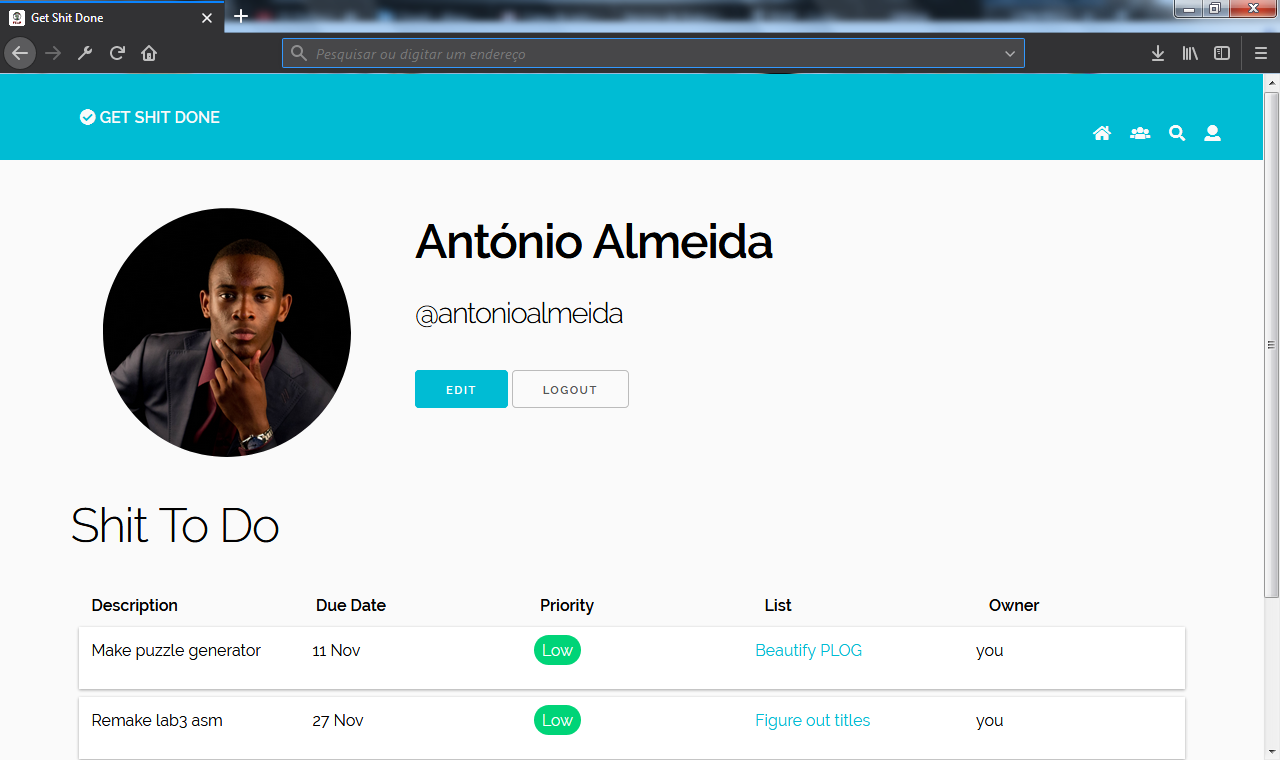 Get Shit Done
Pesquisar ou digitar um endereço
GET SHIT DONE
António Almeida
@antonioalmeida
EDIT LOGOUT
Shit To Do
Description Due Date Priority List Owner
Make puzzle generator 11 Nov Low Beautify PLOG you
Remake lab3 asm 27 Nov Low Figure out titles you